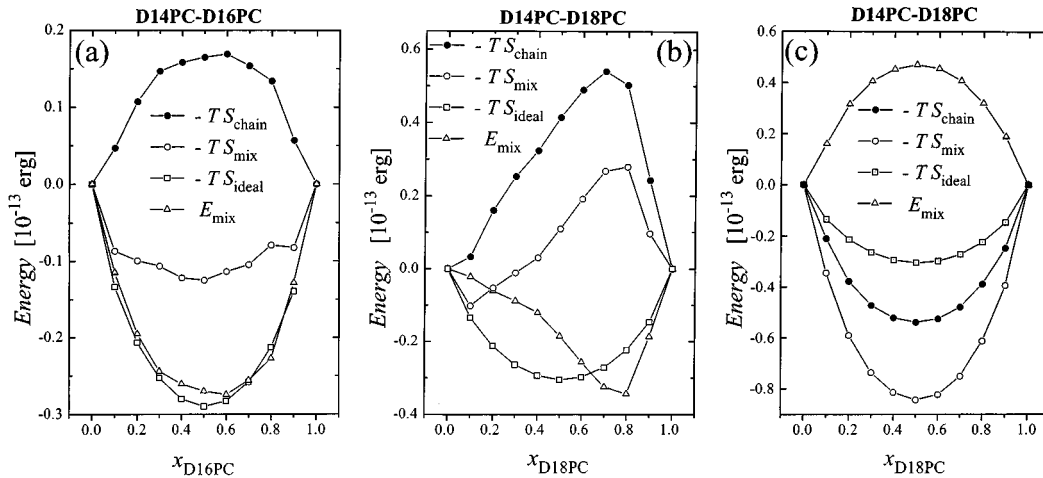 D14PC-D16PC
(a)
Energy [10⁻¹³ erg]
0.2
0.1
0.0
-0.1
-0.2
-0.3
- T S_chain
- T S_mix
- T S_ideal
E_mix
0.0 0.2 0.4 0.6 0.8 1.0
x_D16PC
D14PC-D18PC
(b)
Energy [10⁻¹³ erg]
0.6
0.4
0.2
0.0
-0.2
-0.4
- T S_chain
- T S_mix
- T S_ideal
E_mix
0.0 0.2 0.4 0.6 0.8 1.0
x_D18PC
D14PC-D18PC
(c)
Energy [10⁻¹³ erg]
0.6
0.4
0.2
0.0
-0.2
-0.4
-0.6
-0.8
- T S_chain
- T S_mix
- T S_ideal
E_mix
0.0 0.2 0.4 0.6 0.8 1.0
x_D18PC